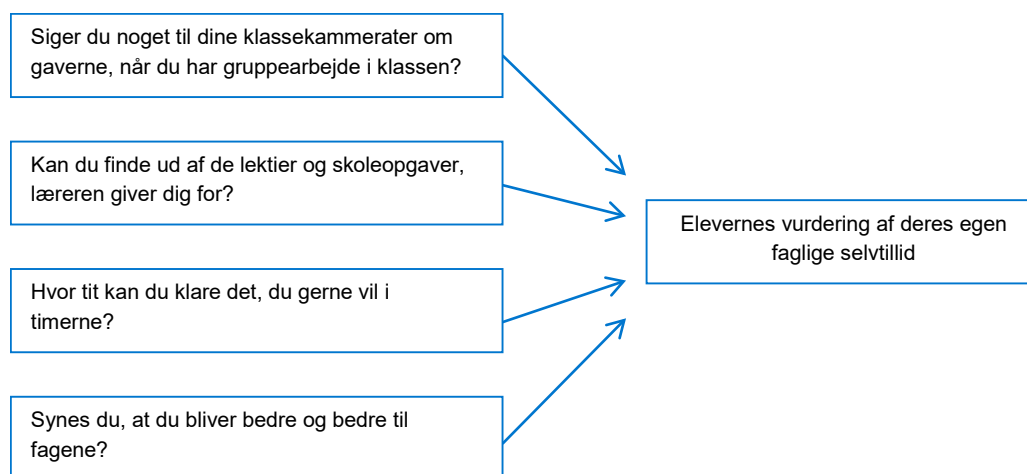 Siger du noget til dine klassekammerater om
gaverne, når du har gruppearbejde i klassen?
Kan du finde ud af de lektier og skoleopgaver,
læreren giver dig for?
Hvor tit kan du klare det, du gerne vil i
timerne?
Synes du, at du bliver bedre og bedre til
fagene?
Elevernes vurdering af deres egen
faglige selvtillid